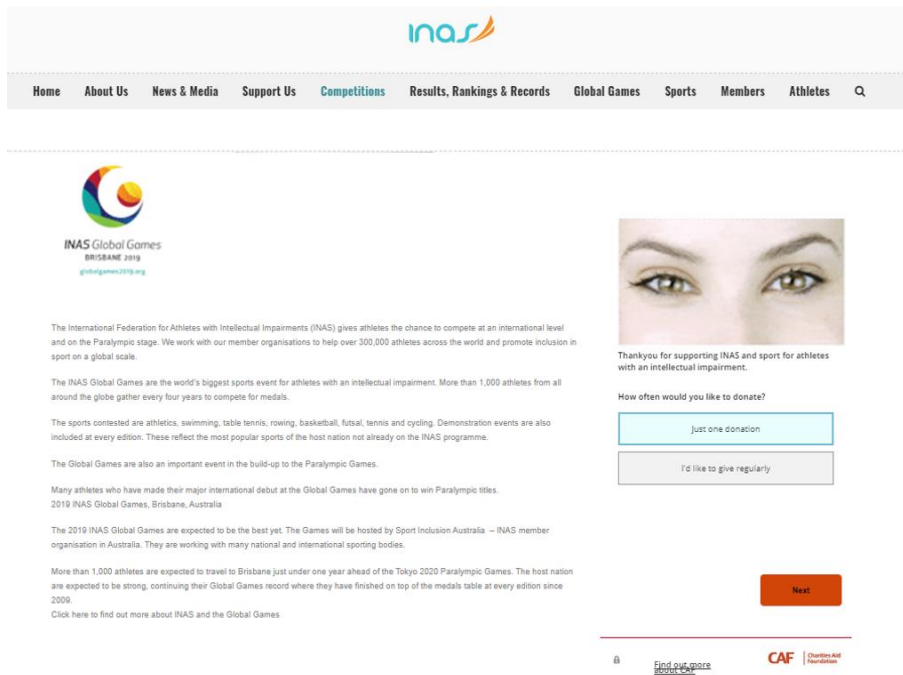 ınas
Home About Us News & Media Support Us Competitions Results, Rankings & Records Global Games Sports Members Athletes
INAS Global Games
BRISBANE 2019
globalgames2019.org
The International Federation for Athletes with Intellectual Impairments (INAS) gives athletes the chance to compete at an international level
and on the Paralympic stage. We work with our member organisations to help over 300,000 athletes across the world and promote inclusion in
sport on a global scale.
The INAS Global Games are the world's biggest sports event for athletes with an intellectual impairment. More than 1,000 athletes from all
around the globe gather every four years to compete for medals.
The sports contested are athletics, swimming, table tennis, rowing, basketball, futsal, tennis and cycling. Demonstration events are also
included at every edition. These reflect the most popular sports of the host nation not already on the INAS programme.
The Global Games are also an important event in the build-up to the Paralympic Games.
Many athletes who have made their major international debut at the Global Games have gone on to win Paralympic titles.
2019 INAS Global Games, Brisbane, Australia
The 2019 INAS Global Games are expected to be the best yet. The Games will be hosted by Sport Inclusion Australia – INAS member
organisation in Australia. They are working with many national and international sporting bodies.
More than 1,000 athletes are expected to travel to Brisbane just under one year ahead of the Tokyo 2020 Paralympic Games. The host nation
are expected to be strong, continuing their Global Games record where they have finished on top of the medals table at every edition since
2009.
Click here to find out more about INAS and the Global Games
Thankyou for supporting INAS and sport for athletes
with an intellectual impairment.
How often would you like to donate?
Just one donation
I'd like to give regularly
Next
Find out more
about CAF
CAF Charities Aid
Foundation